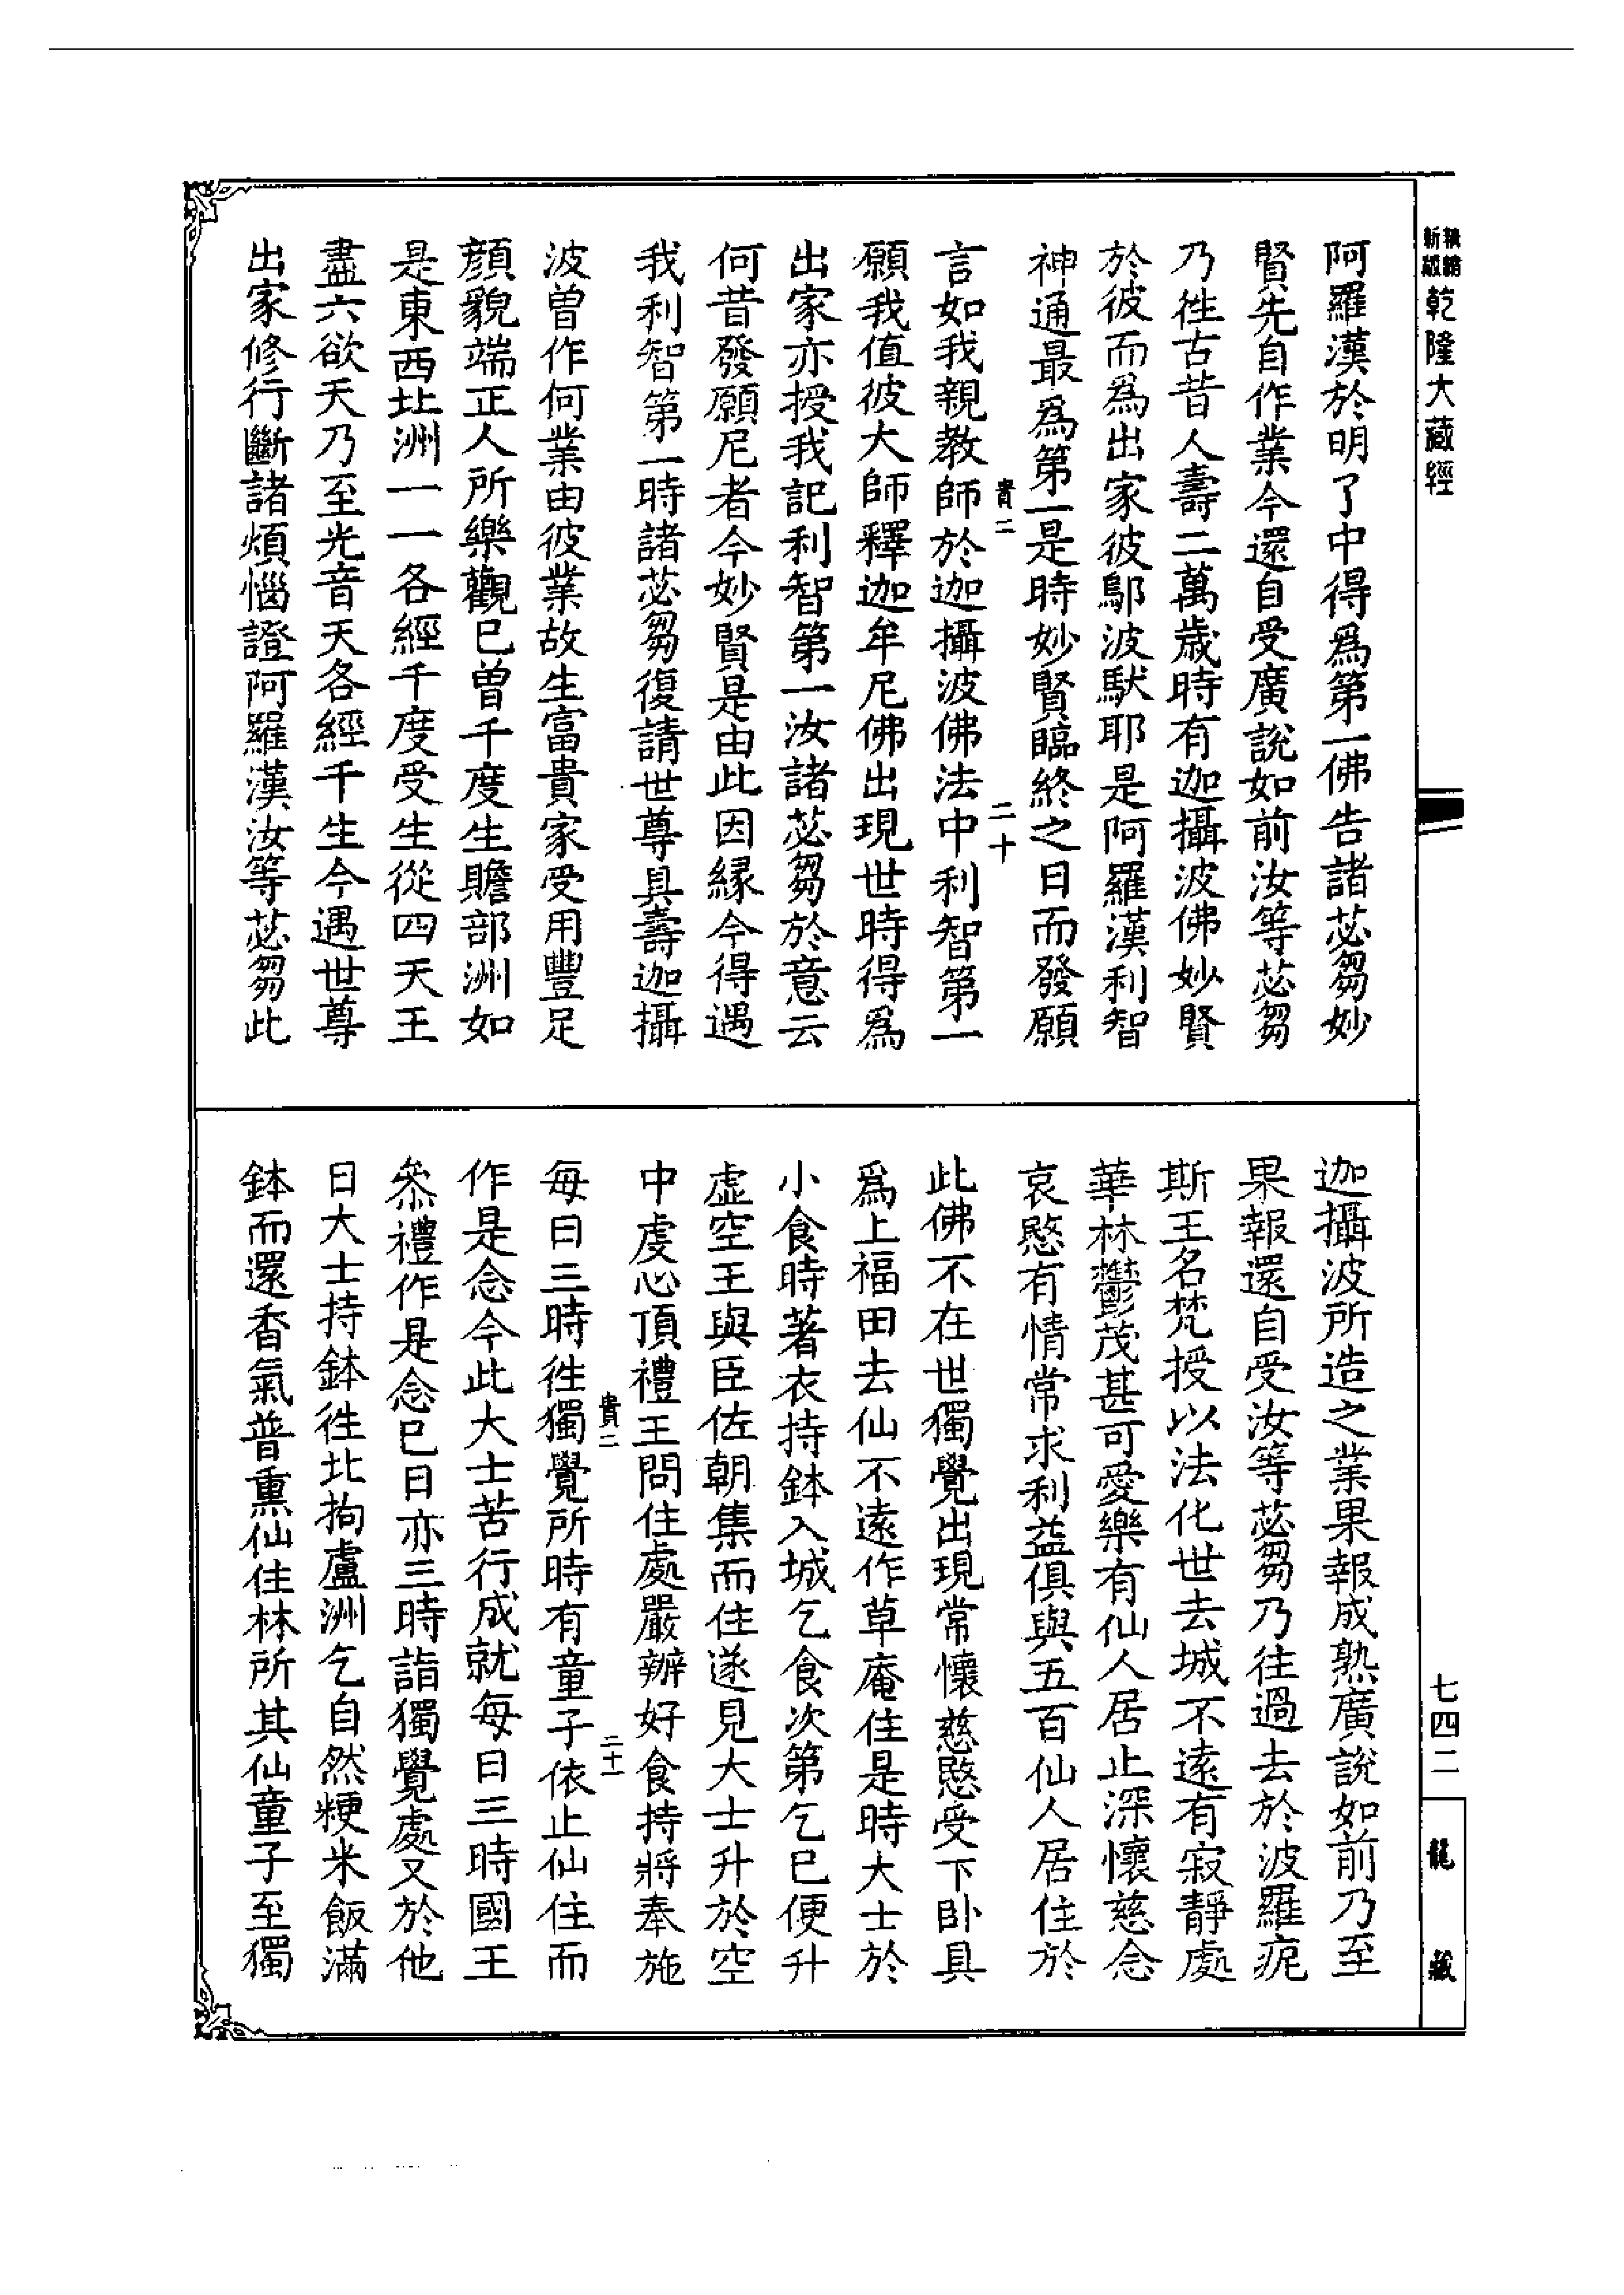 新版
精縮
乾隆大藏經
阿羅漢於明了中得爲第一佛告諸苾芻妙
賢先自作業今還自受廣說如前汝等苾芻
乃徃古昔人壽二萬歲時有迦攝波佛妙賢
於彼而爲出家彼鄔波馱耶是阿羅漢利智
神通最爲第一是時妙賢臨終之日而發願
貴二
二十
言如我親教師於迦攝波佛法中利智第一
願我值彼大師釋迦牟尼佛出現世時得爲
出家亦授我記利智第一汝諸苾芻於意云
何昔發願尼者今妙賢是由此因緣今得遇
我利智第一時諸苾芻復請世尊具壽迦攝
波曾作何業由彼業故生富貴家受用豐足
顏貌端正人所樂觀已曾千度生贍部洲如
是東西北洲一一各經千度受生從四天王
盡六欲天乃至光音天各經千生今遇世尊
出家修行斷諸煩惱證阿羅漢汝等苾芻此
迦攝波所造之業果報成熟廣說如前乃至
果報還自受汝等苾芻乃往過去於波羅痆
斯王名梵授以法化世去城不遠有寂靜處
華林鬱茂甚可愛樂有仙人居止深懷慈念
哀愍有情常求利益俱與五百仙人居住於
此佛不在世獨覺出現常懷慈愍受下卧具
爲上福田去仙不遠作草庵住是時大士於
小食時著衣持鉢入城乞食次第乞已便升
虛空王與臣佐朝集而住遂見大士升於空
中虔心頂禮王問住處嚴辦好食持將奉施
貴二
二十一
每日三時徃獨覺所時有童子依止仙住而
作是念今此大士苦行成就每日三時國王
叅禮作是念已日亦三時詣獨覺處又於他
日大士持鉢徃北拘盧洲乞自然粳米飯滿
鉢而還香氣普熏仙住林所其仙童子至獨
七四二
龍
藏